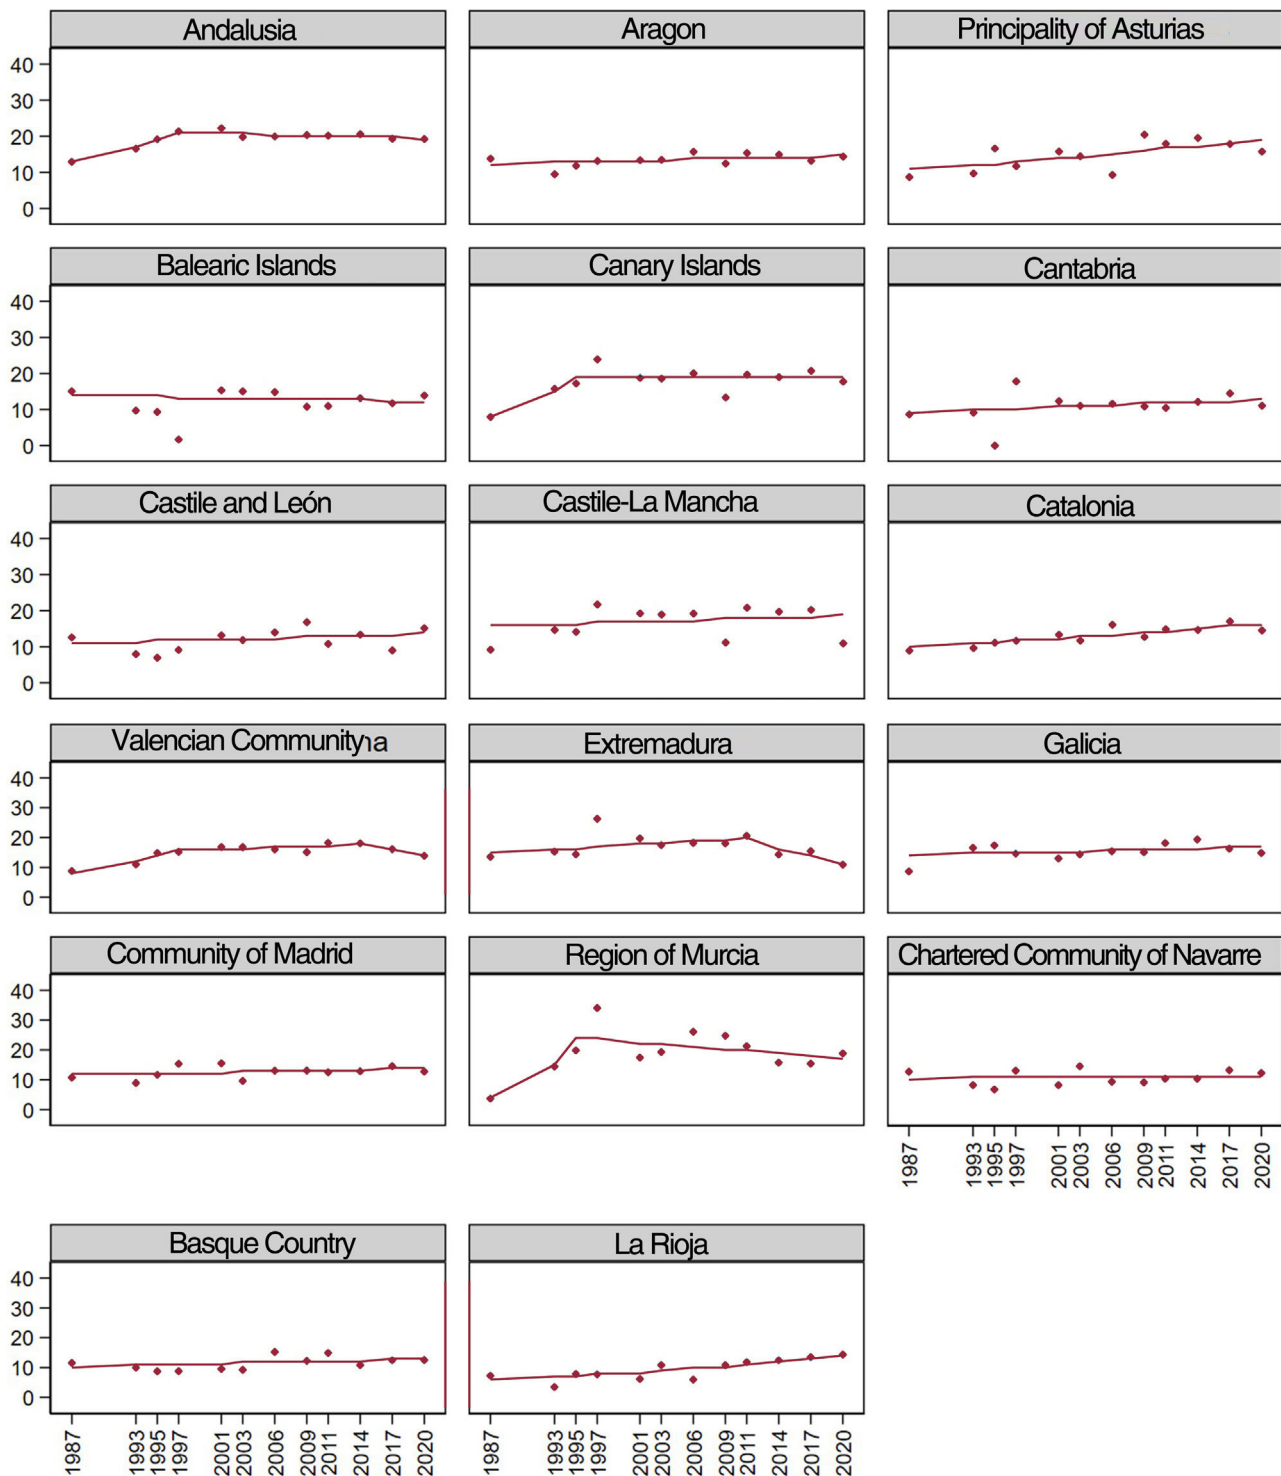 Andalusia
Aragon
Principality of Asturias
40
30
20
10
0
Balearic Islands
Canary Islands
Cantabria
40
30
20
10
0
Castile and León
Castile-La Mancha
Catalonia
40
30
20
10
0
Valencian Communityna
Extremadura
Galicia
40
30
20
10
0
Community of Madrid
Region of Murcia
Chartered Community of Navarre
40
30
20
10
0
1987 1993 1995 1997 2001 2003 2006 2009 2011 2014 2017 2020
Basque Country
La Rioja
40
30
20
10
0
1987 1993 1995 1997 2001 2003 2006 2009 2011 2014 2017 2020
1987 1993 1995 1997 2001 2003 2006 2009 2011 2014 2017 2020